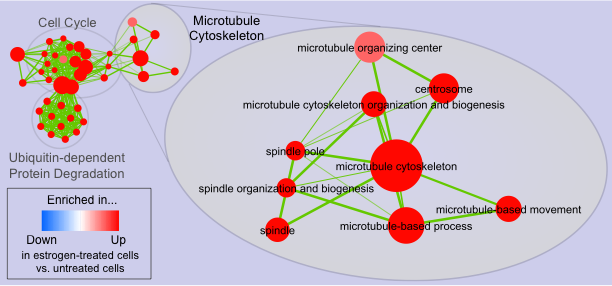 Cell Cycle
Microtubule
Cytoskeleton
microtubule organizing center
centrosome
microtubule cytoskeleton organization and biogenesis
spindle pole
microtubule cytoskeleton
Ubiquitin-dependent
Protein Degradation
spindle organization and biogenesis
microtubule-based movement
microtubule-based process
spindle
Enriched in...
Down Up
in estrogen-treated cells
vs. untreated cells